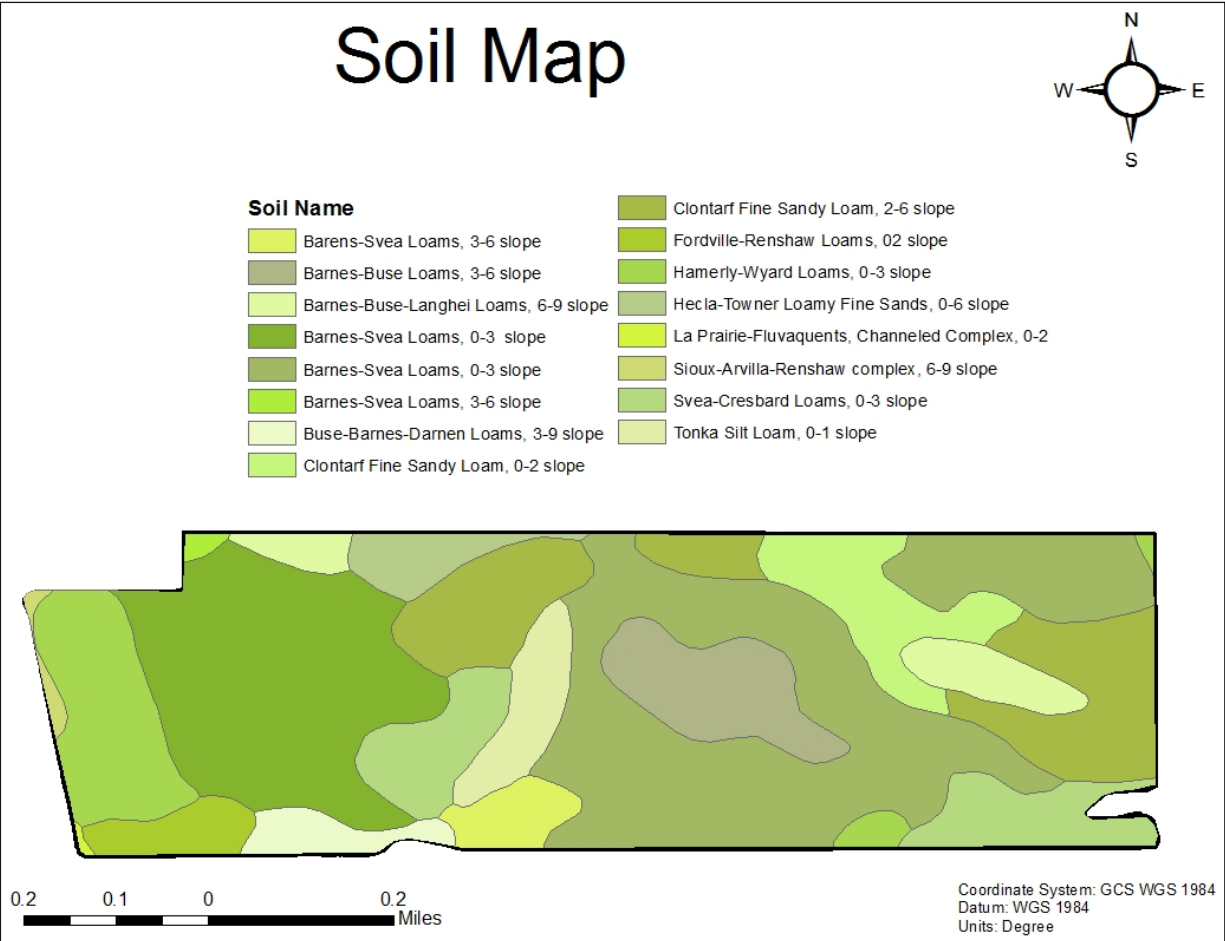 Soil Map
N
W
E
S
Soil Name
Barens-Svea Loams, 3-6 slope
Barnes-Buse Loams, 3-6 slope
Barnes-Buse-Langhei Loams, 6-9 slope
Barnes-Svea Loams, 0-3 slope
Barnes-Svea Loams, 0-3 slope
Barnes-Svea Loams, 3-6 slope
Buse-Barnes-Darnen Loams, 3-9 slope
Clontarf Fine Sandy Loam, 0-2 slope
Clontarf Fine Sandy Loam, 2-6 slope
Fordville-Renshaw Loams, 02 slope
Hamerly-Wyard Loams, 0-3 slope
Hecla-Towner Loamy Fine Sands, 0-6 slope
La Prairie-Fluvaquents, Channeled Complex, 0-2
Sioux-Arvilla-Renshaw complex, 6-9 slope
Svea-Cresbard Loams, 0-3 slope
Tonka Silt Loam, 0-1 slope
0.2 0.1 0 0.2
Miles
Coordinate System: GCS WGS 1984
Datum: WGS 1984
Units: Degree